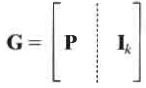 G = [ P ⋮ I_k ]